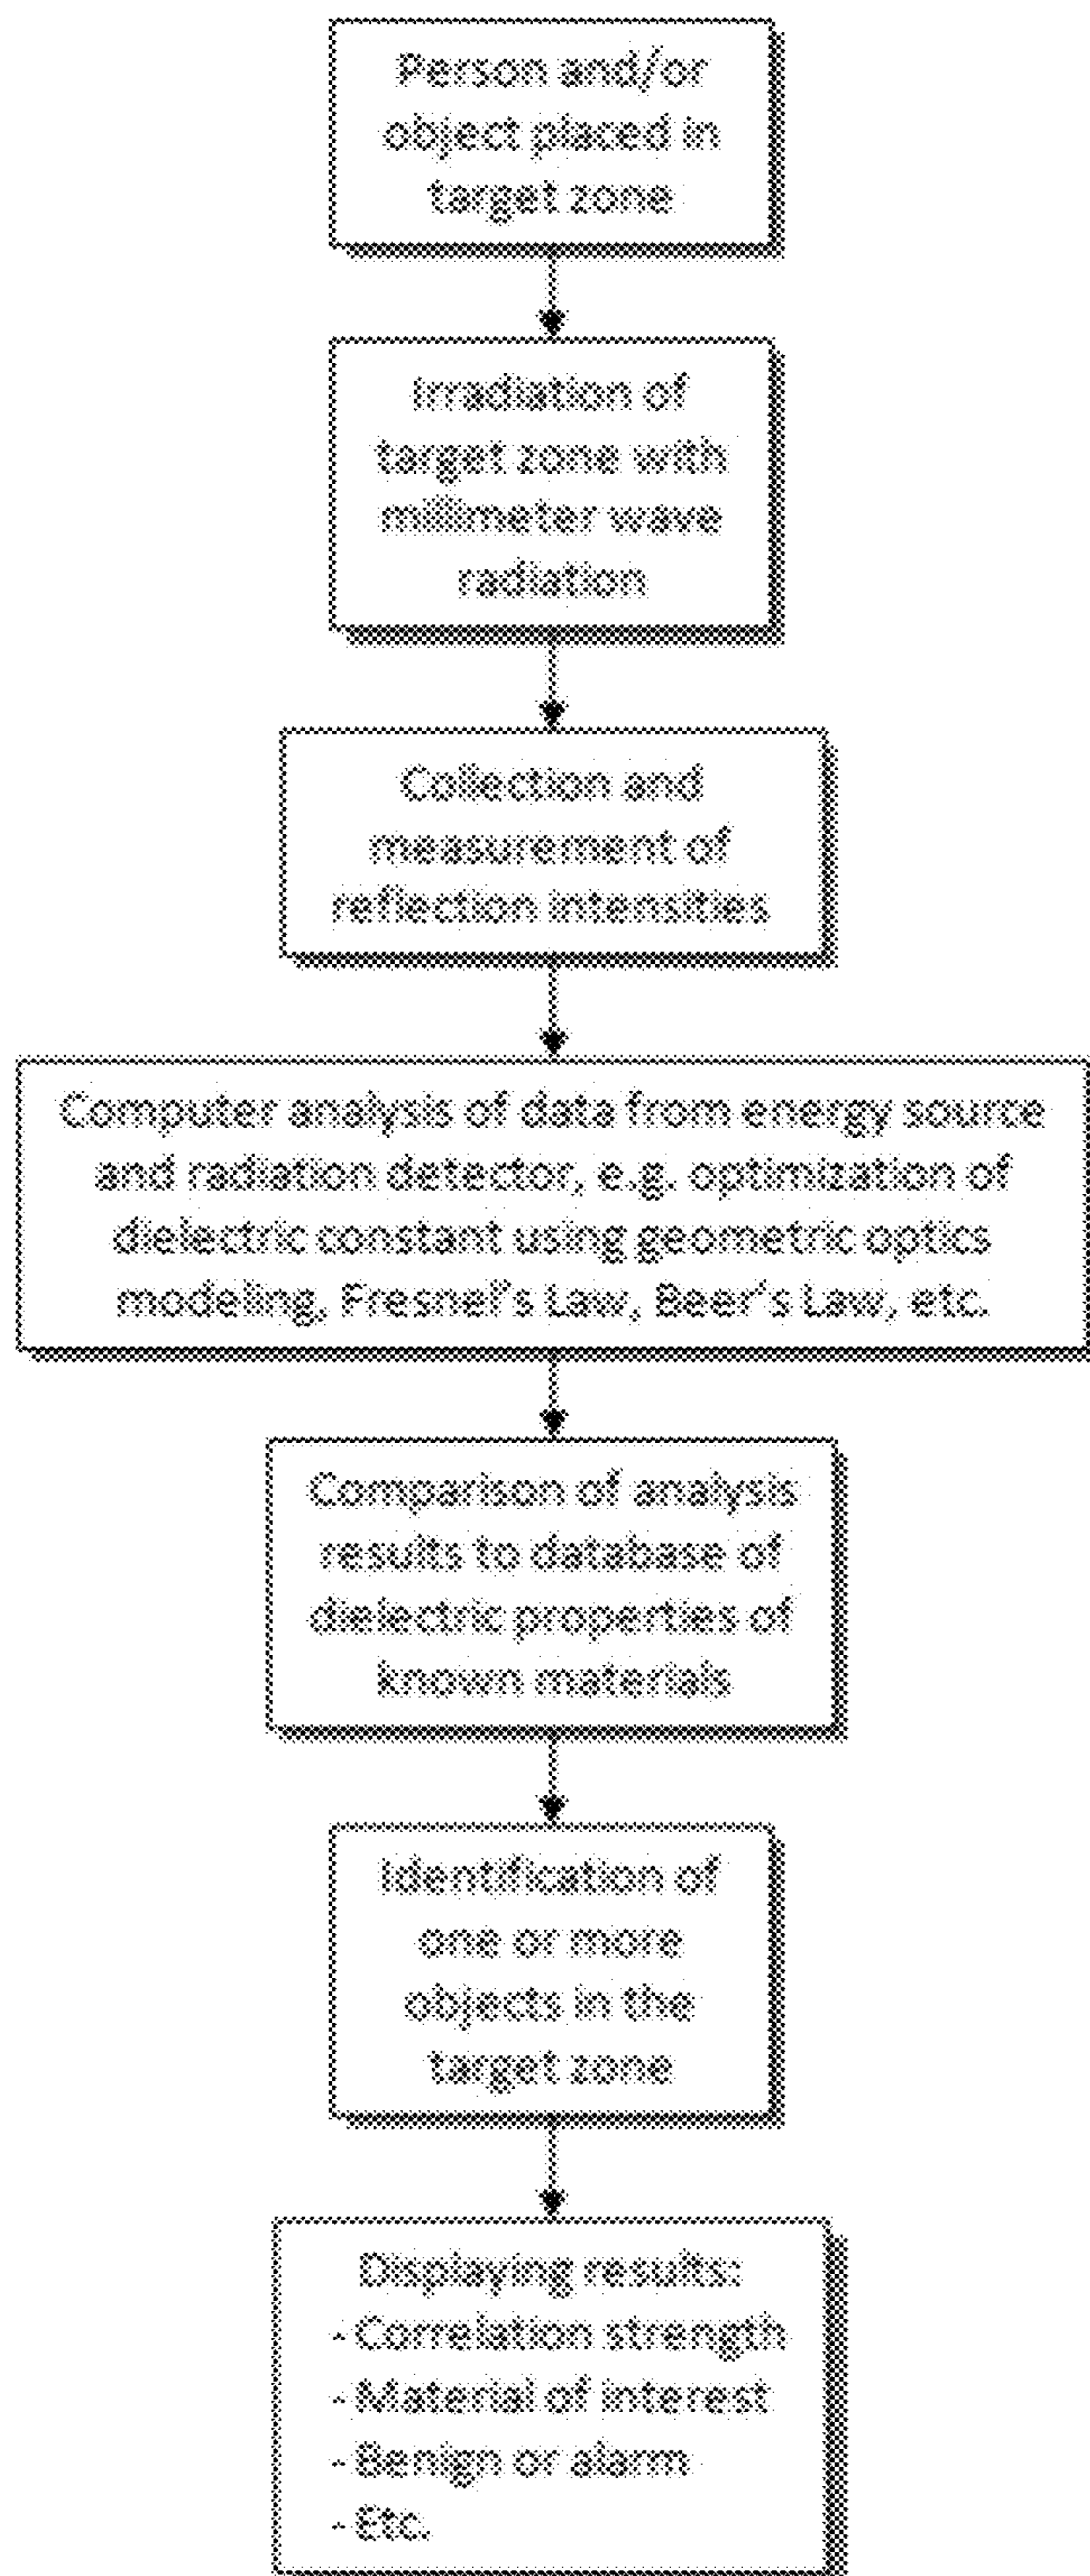 Person and/or
object placed in
target zone
Irradiation of
target zone with
millimeter wave
radiation
Collection and
measurement of
reflection intensities
Computer analysis of data from energy source
and radiation detector, e.g. optimization of
dielectric constant using geometric optics
modeling, Fresnel's Law, Beer's Law, etc.
Comparison of analysis
results to database of
dielectric properties of
known materials
Identification of
one or more
objects in the
target zone
Displaying results:
- Correlation strength
- Material of interest
- Benign or alarm
- Etc.